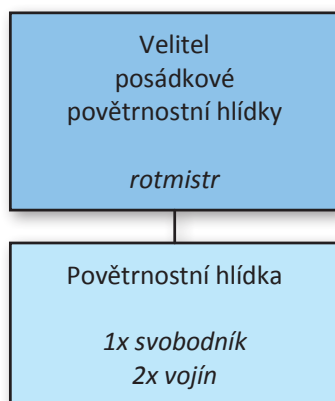 Velitel
posádkové
povětrnostní hlídky
rotmistr
Povětrnostní hlídka
1x svobodník
2x vojín